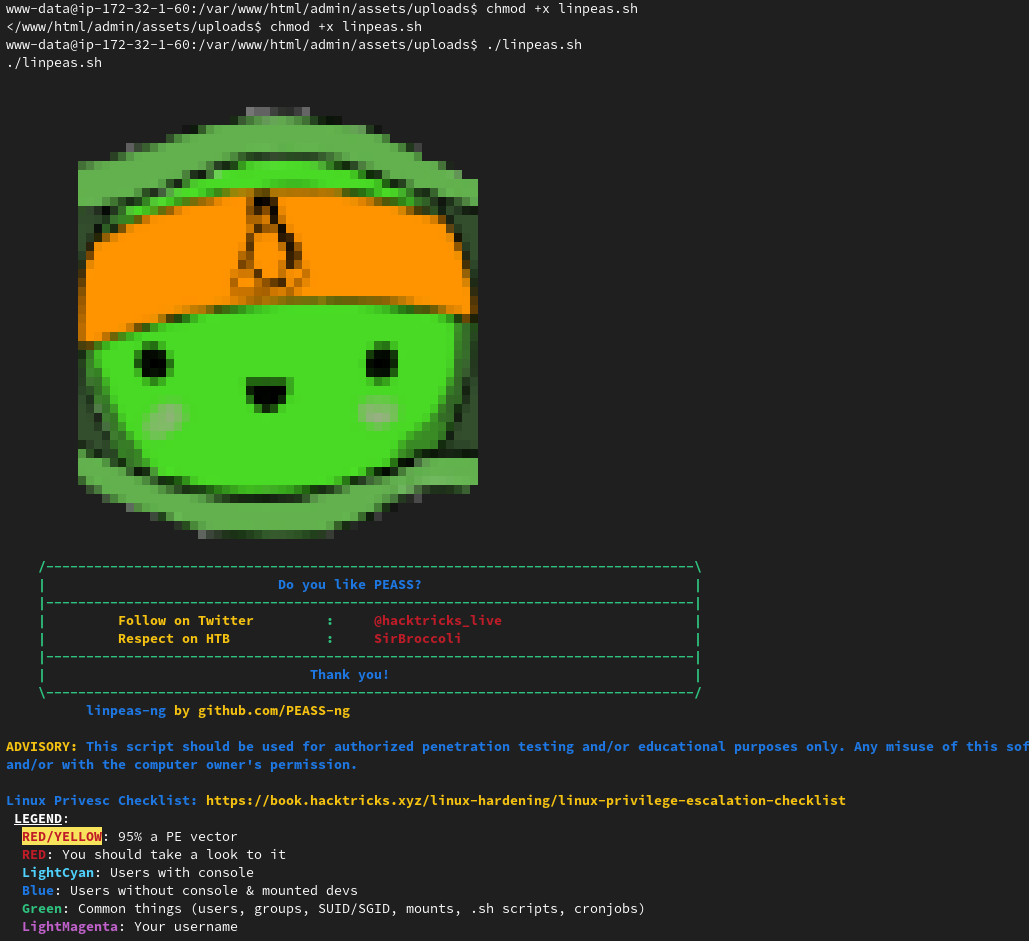 www-data@ip-172-32-1-60:/var/www/html/admin/assets/uploads$ chmod +x linpeas.sh
</www/html/admin/assets/uploads$ chmod +x linpeas.sh
www-data@ip-172-32-1-60:/var/www/html/admin/assets/uploads$ ./linpeas.sh
./linpeas.sh
/---------------------------------------------------------------------------------\
| Do you like PEASS? |
|---------------------------------------------------------------------------------|
| Follow on Twitter : @hacktricks_live |
| Respect on HTB : SirBroccoli |
|---------------------------------------------------------------------------------|
| Thank you! |
\---------------------------------------------------------------------------------/
linpeas-ng by github.com/PEASS-ng
ADVISORY: This script should be used for authorized penetration testing and/or educational purposes only. Any misuse of this sof
and/or with the computer owner's permission.
Linux Privesc Checklist: https://book.hacktricks.xyz/linux-hardening/linux-privilege-escalation-checklist
LEGEND:
RED/YELLOW: 95% a PE vector
RED: You should take a look to it
LightCyan: Users with console
Blue: Users without console & mounted devs
Green: Common things (users, groups, SUID/SGID, mounts, .sh scripts, cronjobs)
LightMagenta: Your username